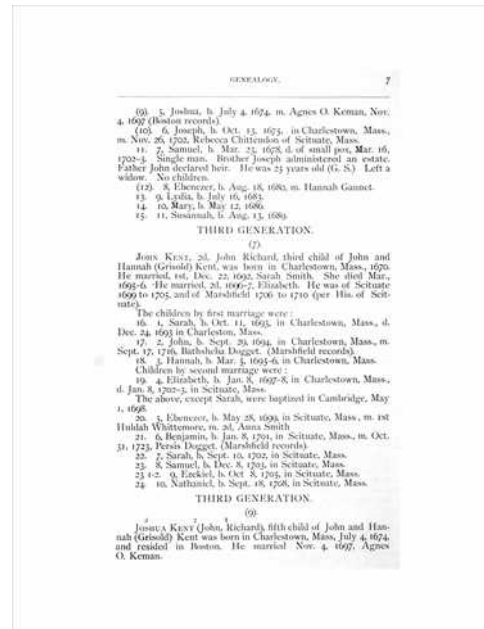 GENEALOGY. 7
(9). 5, Joshua, b. July 4, 1674, m. Agnes O. Keman, Nov.
4, 1697 (Boston records).
(10). 6, Joseph, b. Oct. 13, 1675, in Charlestown, Mass.,
m. Nov. 26, 1702, Rebecca Chittendon of Scituate, Mass.
11. 7, Samuel, b. Mar. 23, 1678, d. of small pox, Mar. 16,
1702-3. Single man. Brother Joseph administered an estate.
Father John declared heir. He was 25 years old (G. S.) Left a
widow. No children.
(12). 8, Ebenezer, b. Aug. 18, 1680, m. Hannah Gannet.
13. 9, Lydia, b. July 16, 1683.
14. 10, Mary, b. May 12, 1686.
15. 11, Susannah, b. Aug. 13, 1689.
THIRD GENERATION.
(7).
JOHN KENT, 2d, John Richard, third child of John and
Hannah (Grisold) Kent, was born in Charlestown, Mass., 1670.
He married, 1st, Dec. 22, 1692, Sarah Smith. She died Mar.,
1695-6. He married, 2d, 1696-7, Elizabeth. He was of Scituate
1699 to 1705, and of Marshfield 1706 to 1710 (per His. of Scit-
uate).
The children by first marriage were :
16. 1, Sarah, b. Oct. 11, 1693, in Charlestown, Mass., d.
Dec. 24, 1693 in Charleston, Mass.
17. 2, John, b. Sept. 29, 1694, in Charlestown, Mass., m.
Sept. 17, 1716, Bathsheba Dogget. (Marshfield records).
18. 3, Hannah, b. Mar. 5, 1695-6, in Charlestown, Mass.
Children by second marriage were :
19. 4, Elizabeth, b. Jan. 8, 1697-8, in Charlestown, Mass.,
d. Jan. 8, 1702-3, in Scituate, Mass.
The above, except Sarah, were baptized in Cambridge, May
1, 1698.
20. 5, Ebenezer, b. May 28, 1699, in Scituate, Mass., m. 1st
Huldah Whittemore, m. 2d, Anna Smith
21. 6, Benjamin, b. Jan. 8, 1701, in Scituate, Mass., m. Oct.
31, 1723, Persis Dogget. (Marshfield records).
22. 7, Sarah, b. Sept. 10, 1702, in Scituate, Mass.
23. 8, Samuel, b. Dec. 8, 1703, in Scituate, Mass.
23 1-2. 9, Ezekiel, b. Oct 8, 1705, in Scituate, Mass.
24. 10, Nathaniel, b. Sept. 18, 1708, in Scituate, Mass.
THIRD GENERATION.
(9).
JOSHUA KENT (John, Richard), fifth child of John and Han-
nah (Grisold) Kent was born in Charlestown, Mass, July 4, 1674,
and resided in Boston. He married Nov. 4, 1697, Agnes
O. Keman.